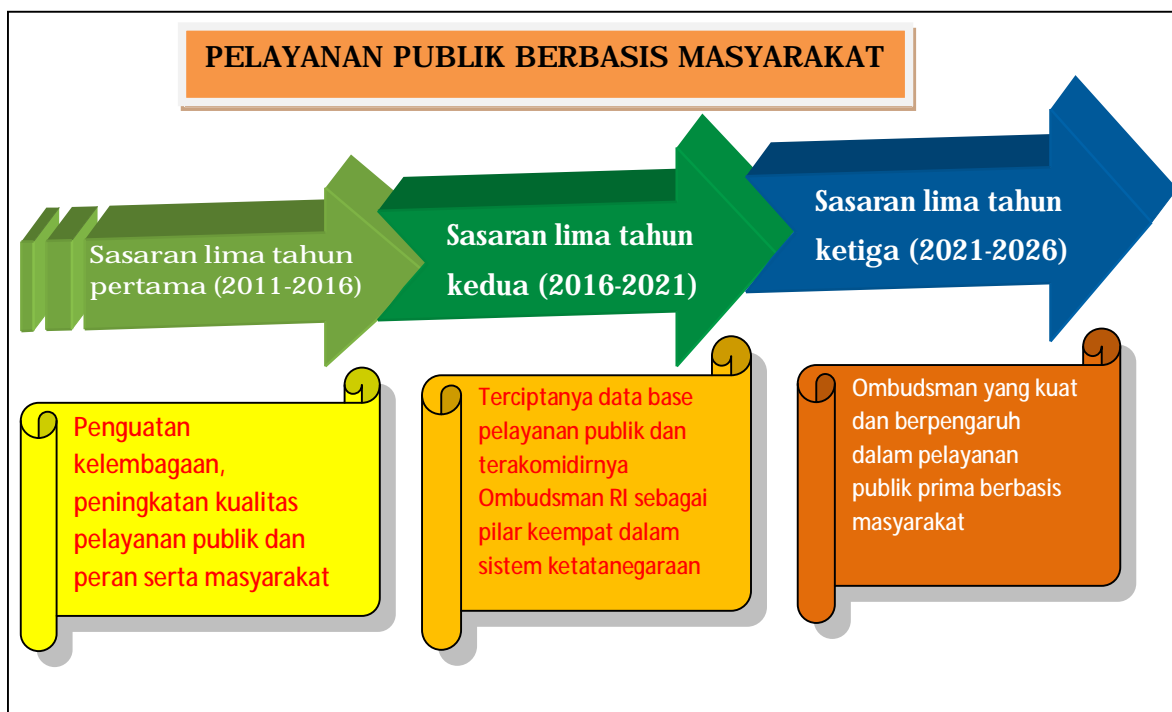 PELAYANAN PUBLIK BERBASIS MASYARAKAT
Sasaran lima tahun
pertama (2011-2016)
Sasaran lima tahun
kedua (2016-2021)
Sasaran lima tahun
ketiga (2021-2026)
Penguatan
kelembagaan,
peningkatan kualitas
pelayanan publik dan
peran serta masyarakat
Terciptanya data base
pelayanan publik dan
terakomidirnya
Ombudsman RI sebagai
pilar keempat dalam
sistem ketatanegaraan
Ombudsman yang kuat
dan berpengaruh
dalam pelayanan
publik prima berbasis
masyarakat